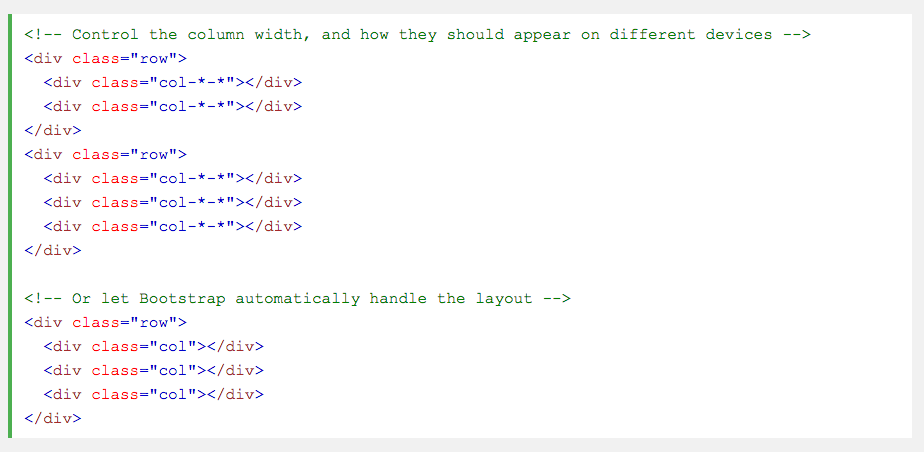 <!-- Control the column width, and how they should appear on different devices -->
<div class="row">
  <div class="col-*-*"></div>
  <div class="col-*-*"></div>
</div>
<div class="row">
  <div class="col-*-*"></div>
  <div class="col-*-*"></div>
  <div class="col-*-*"></div>
</div>

<!-- Or let Bootstrap automatically handle the layout -->
<div class="row">
  <div class="col"></div>
  <div class="col"></div>
  <div class="col"></div>
</div>